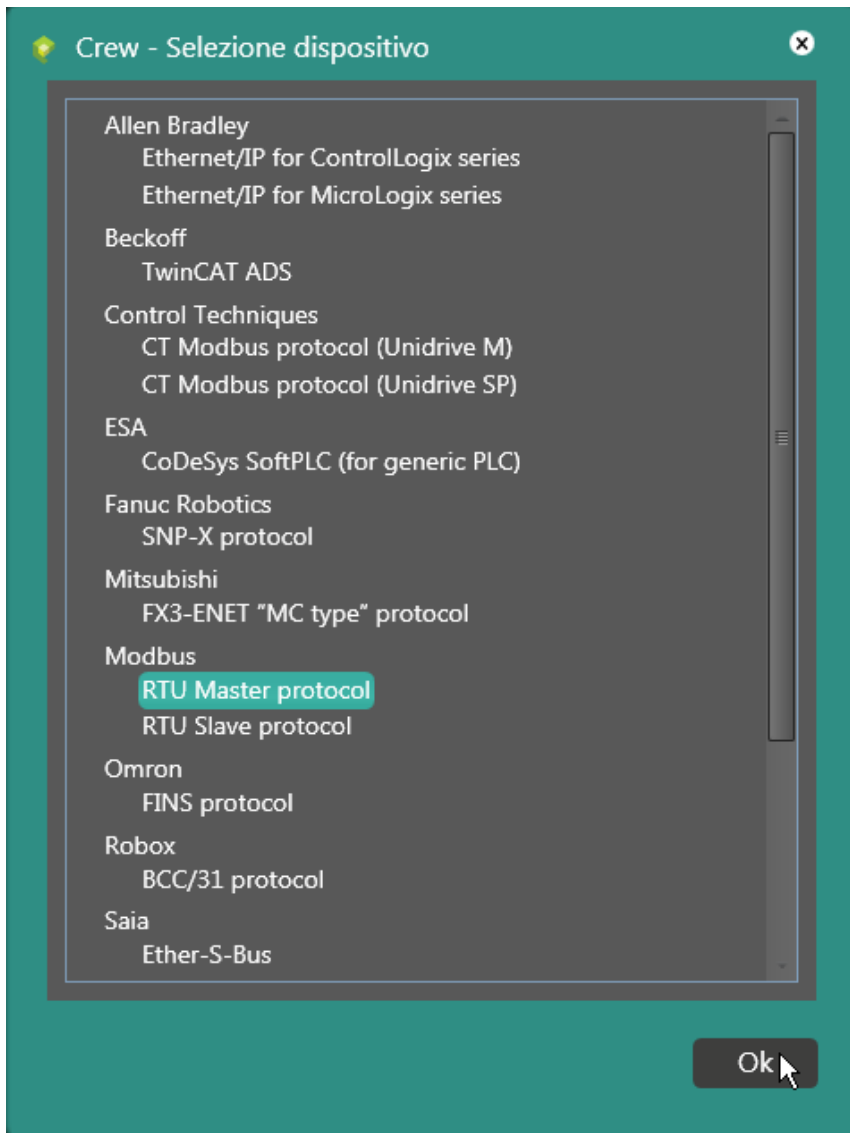 Crew - Selezione dispositivo
Allen Bradley
Ethernet/IP for ControlLogix series
Ethernet/IP for MicroLogix series
Beckoff
TwinCAT ADS
Control Techniques
CT Modbus protocol (Unidrive M)
CT Modbus protocol (Unidrive SP)
ESA
CoDeSys SoftPLC (for generic PLC)
Fanuc Robotics
SNP-X protocol
Mitsubishi
FX3-ENET “MC type” protocol
Modbus
RTU Master protocol
RTU Slave protocol
Omron
FINS protocol
Robox
BCC/31 protocol
Saia
Ether-S-Bus
Ok